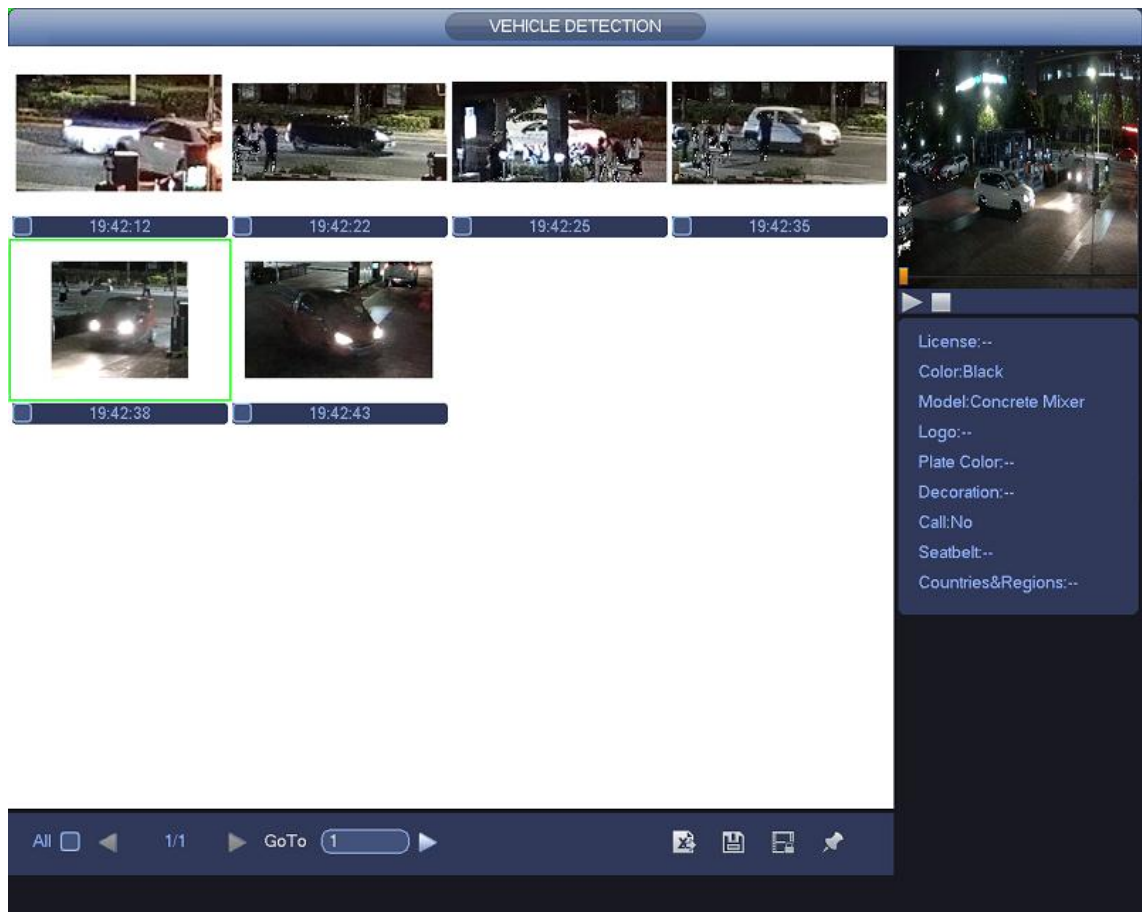 VEHICLE DETECTION
19:42:12 19:42:22 19:42:25 19:42:35
19:42:38 19:42:43
License:--
Color:Black
Model:Concrete Mixer
Logo:--
Plate Color:--
Decoration:--
Call:No
Seatbelt:--
Countries&Regions:--
All 1/1 GoTo 1